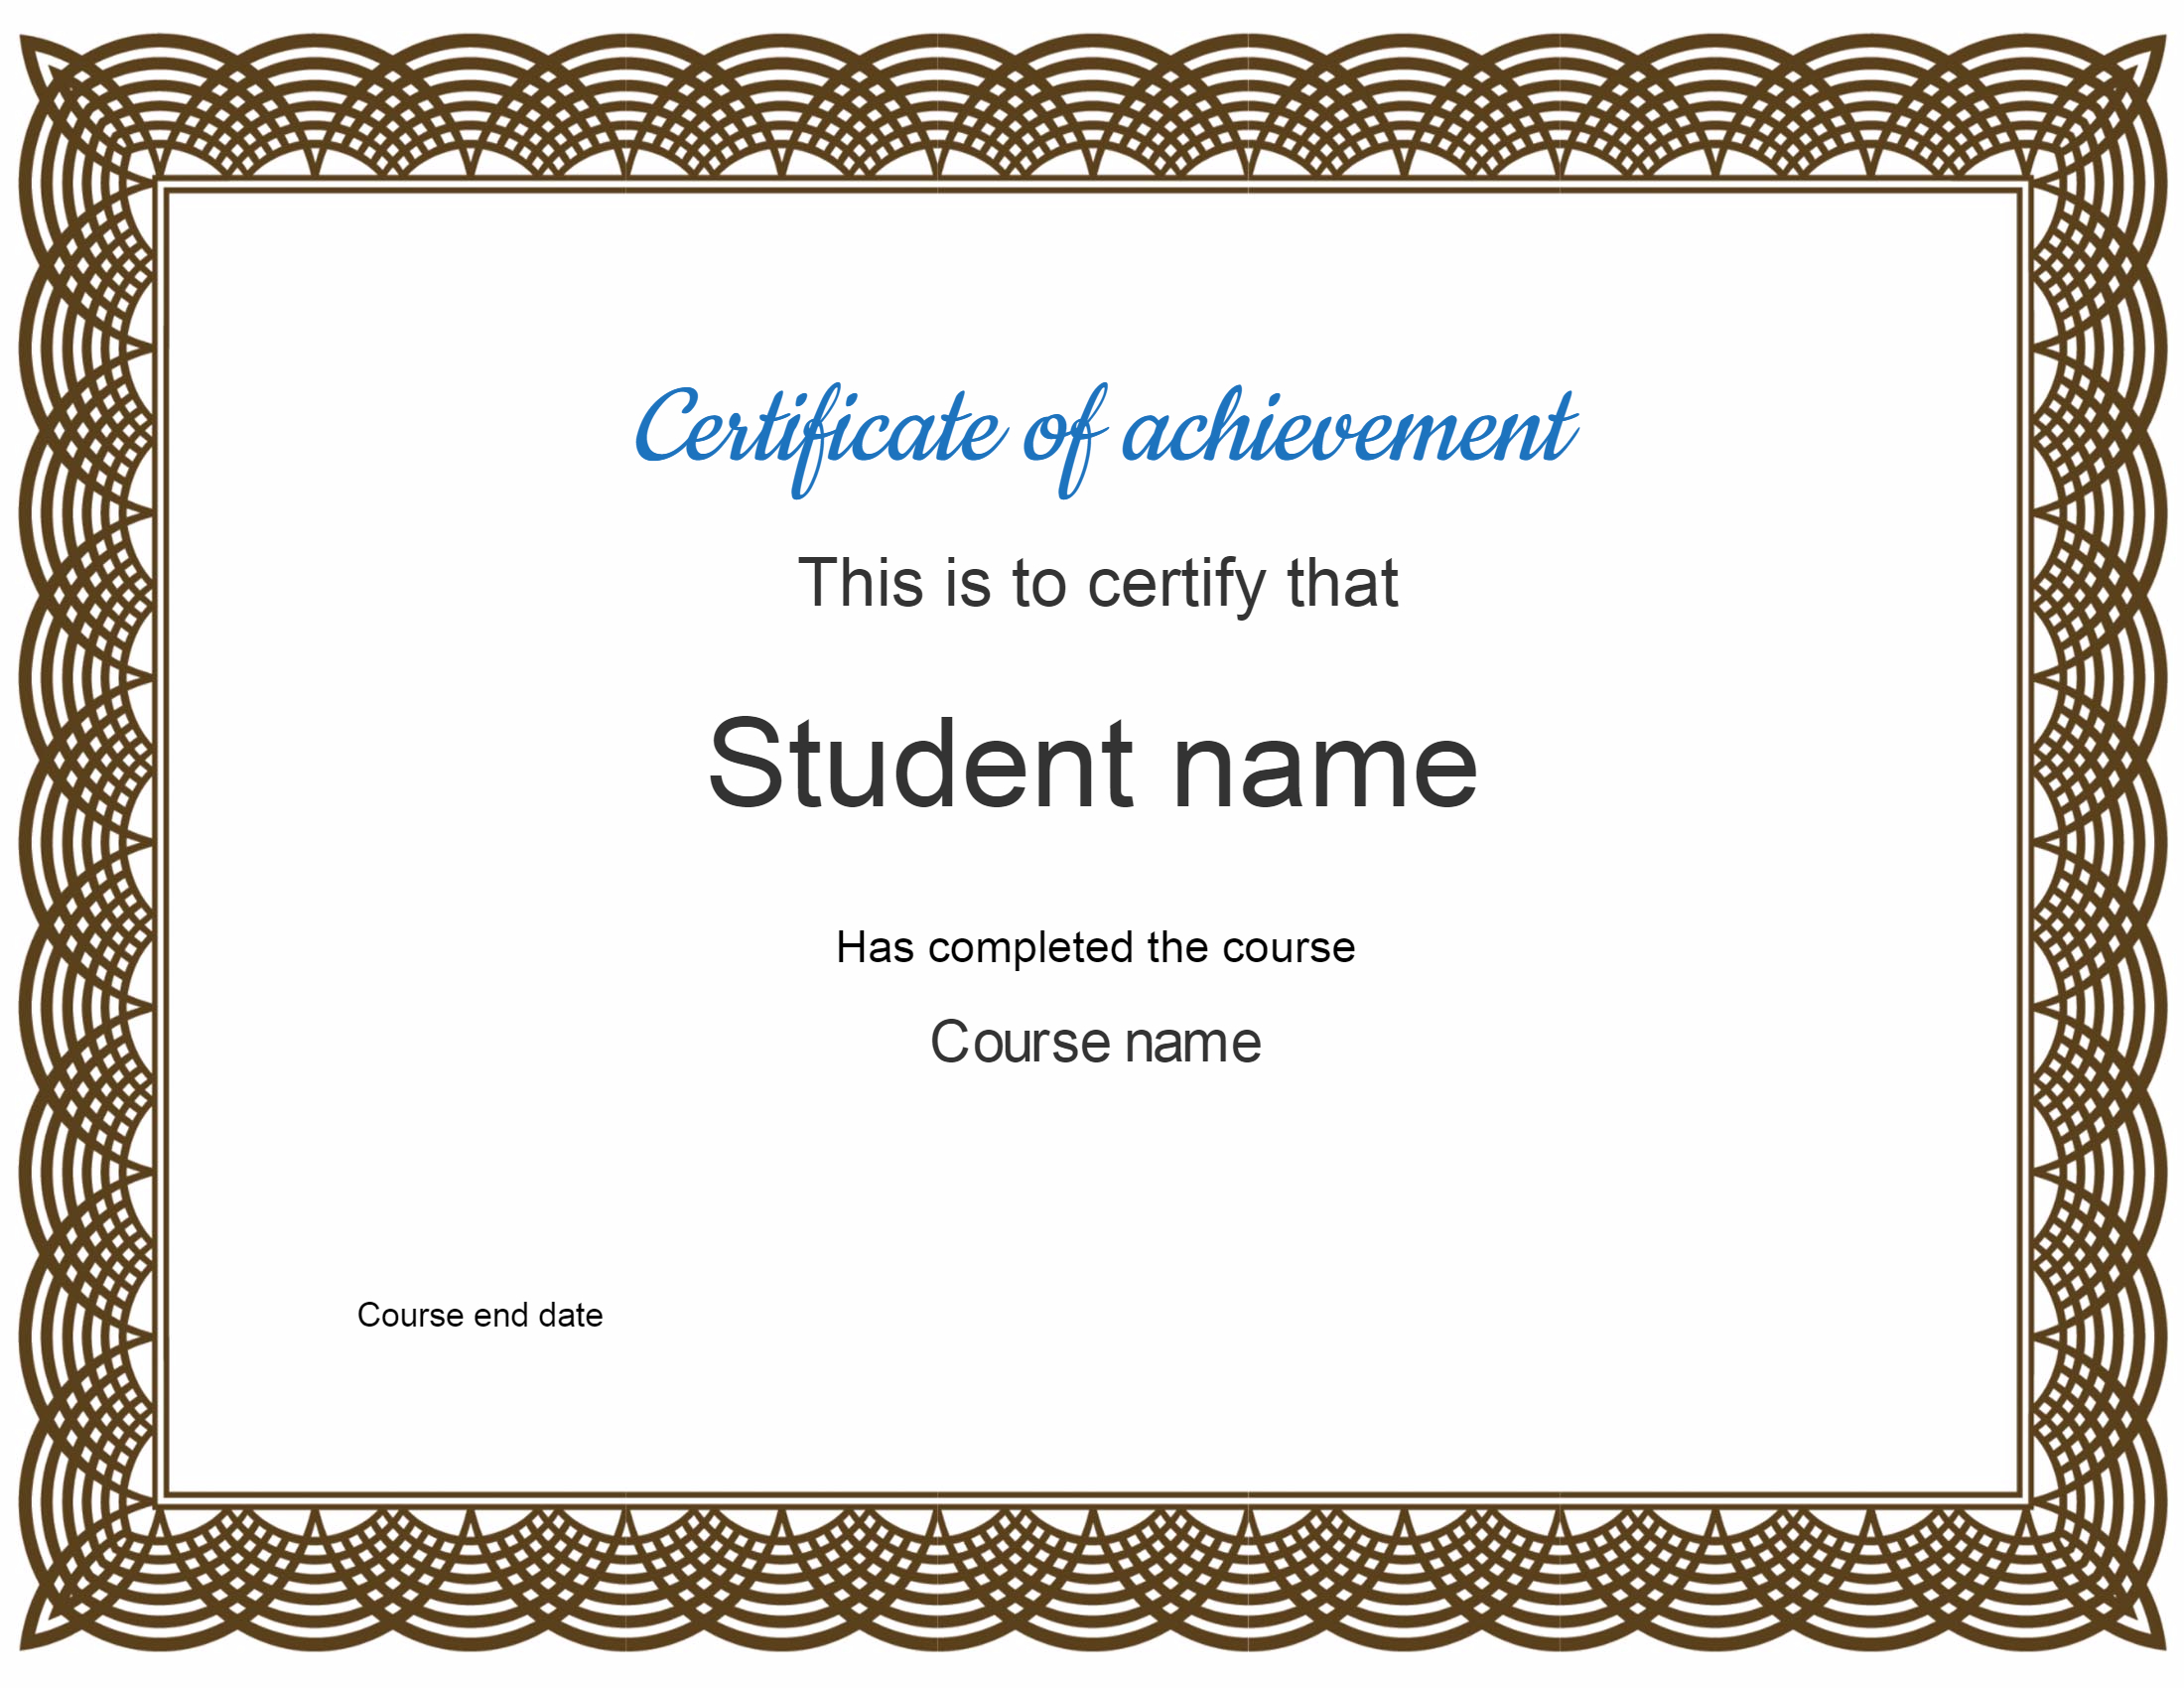 Certificate of achievement
This is to certify that
Student name
Has completed the course
Course name
Course end date